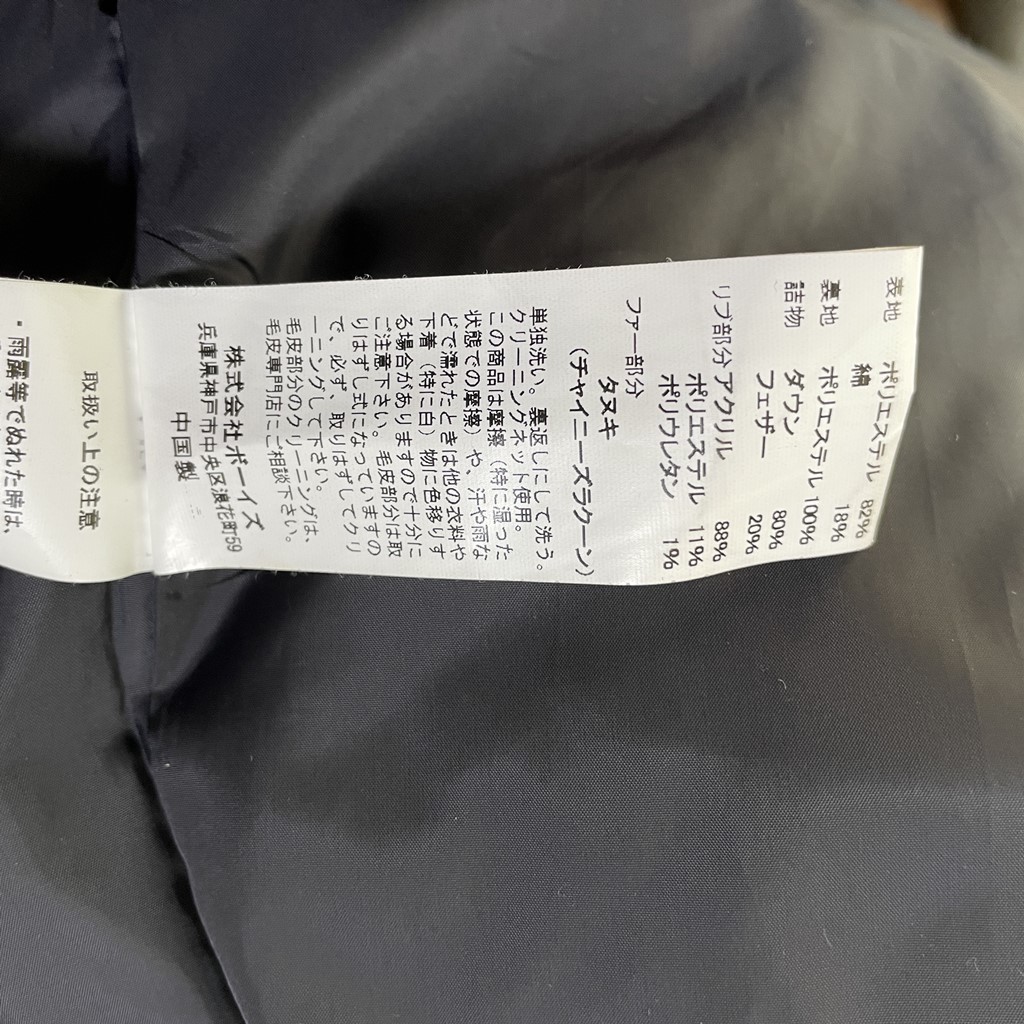 表地 ポリエステル 82%
綿 18%
裏地 ポリエステル 100%
詰物 ダウン 80%
フェザー 20%
リブ部分 アクリル 88%
ポリエステル 11%
ポリウレタン 1%
ファー部分
タヌキ
(チャイニーズラクーン)
単独洗い。裏返しにして洗う。
クリーニングネット使用。
この商品は摩擦(特に湿った
状態での摩擦)や、汗や雨な
どで濡れたときは他の衣料や
下着(特に白)物に色移りす
る場合がありますので十分に
ご注意下さい。毛皮部分は取
りはずし式になっていますの
で、必ず、取りはずしてクリ
ーニングして下さい。
毛皮部分のクリーニングは、
毛皮専門店にご相談下さい。
株式会社ボーイズ
兵庫県神戸市中央区浪花町59
中国製
取扱い上の注意
・雨露等でぬれた時は、